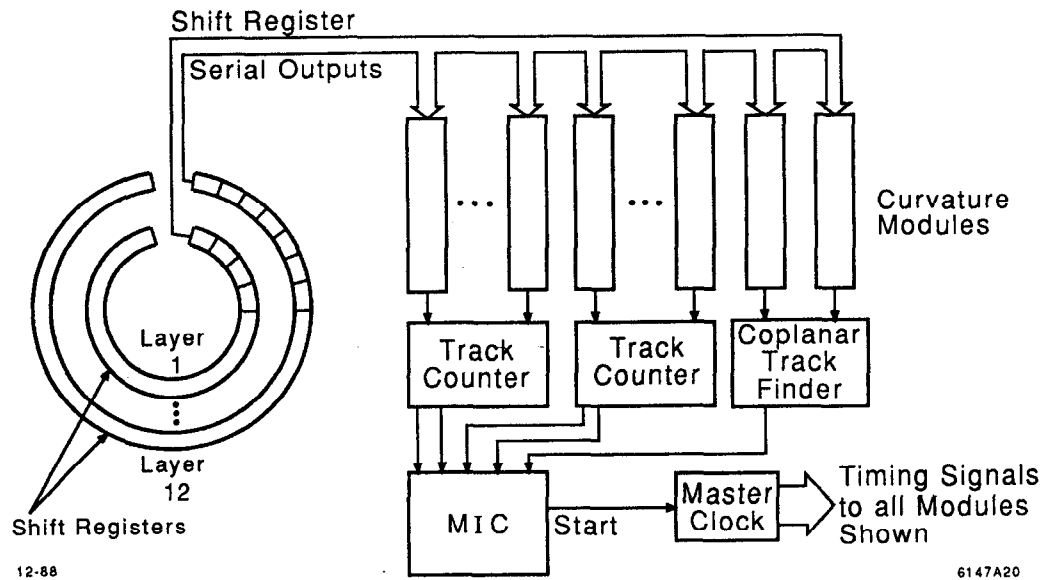 Shift Register
Serial Outputs
Curvature
Modules
Layer
1
Layer
12
Shift Registers
Track
Counter
Track
Counter
Coplanar
Track
Finder
MIC
Start
Master
Clock
Timing Signals
to all Modules
Shown
12-88
6147A20